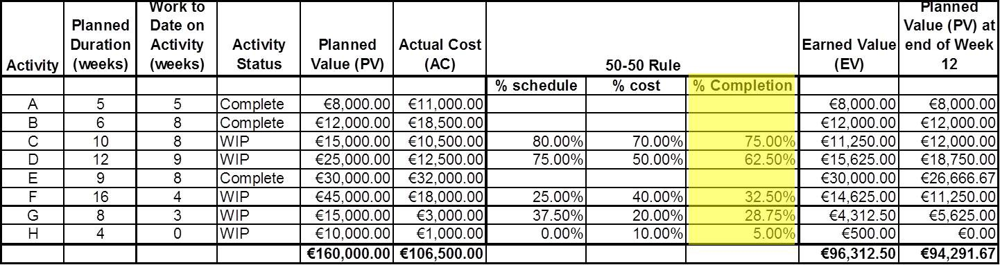 Activity Planned Duration (weeks) Work to Date on Activity (weeks) Activity Status Planned Value (PV) Actual Cost (AC) 50-50 Rule Earned Value (EV) Planned Value (PV) at end of Week 12
% schedule % cost % Completion
A 5 5 Complete €8,000.00 €11,000.00 €8,000.00 €8,000.00
B 6 8 Complete €12,000.00 €18,500.00 €12,000.00 €12,000.00
C 10 8 WIP €15,000.00 €10,500.00 80.00% 70.00% 75.00% €11,250.00 €12,000.00
D 12 9 WIP €25,000.00 €12,500.00 75.00% 50.00% 62.50% €15,625.00 €18,750.00
E 9 8 Complete €30,000.00 €32,000.00 €30,000.00 €26,666.67
F 16 4 WIP €45,000.00 €18,000.00 25.00% 40.00% 32.50% €14,625.00 €11,250.00
G 8 3 WIP €15,000.00 €3,000.00 37.50% 20.00% 28.75% €4,312.50 €5,625.00
H 4 0 WIP €10,000.00 €1,000.00 0.00% 10.00% 5.00% €500.00 €0.00
€160,000.00 €106,500.00 €96,312.50 €94,291.67